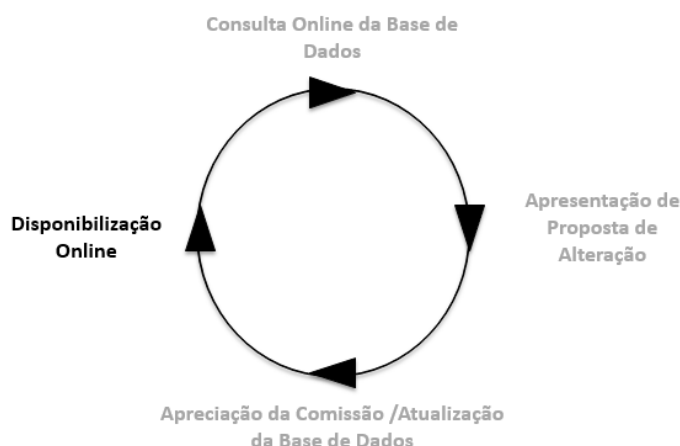 Consulta Online da Base de
Dados
Disponibilização
Online
Apresentação de
Proposta de
Alteração
Apreciação da Comissão /Atualização
da Base de Dados